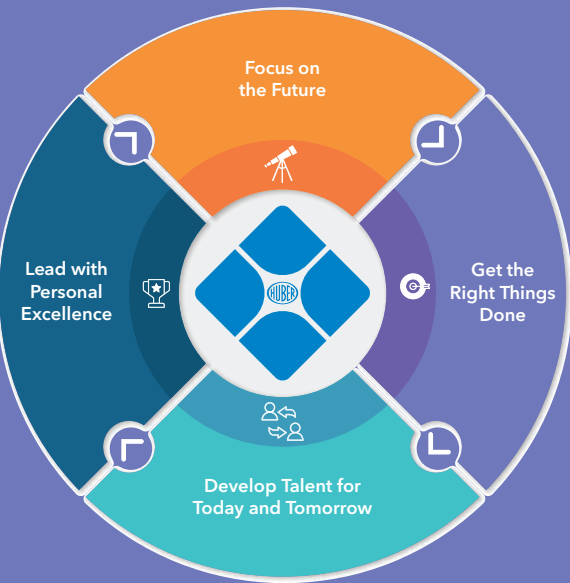 Focus on
the Future
Lead with
Personal
Excellence
HUBER
Get the
Right Things
Done
Develop Talent for
Today and Tomorrow